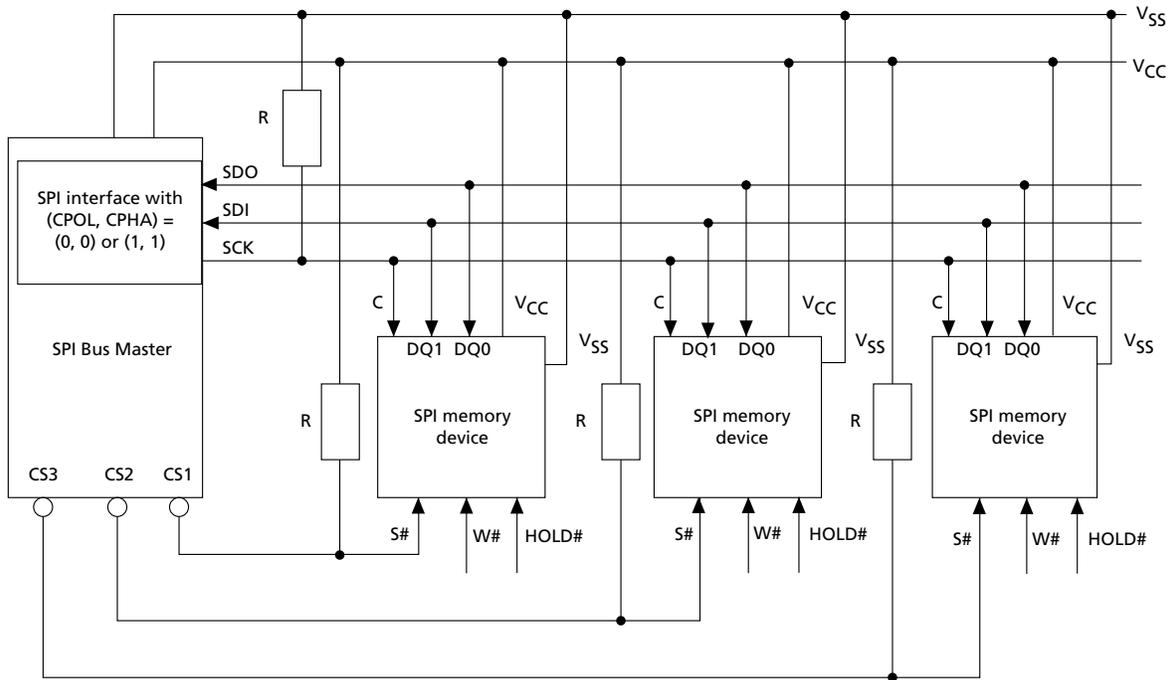 VSS
VCC
R
SDO
SPI interface with
(CPOL, CPHA) =
(0, 0) or (1, 1)
SDI
SCK
SPI Bus Master
CS3 CS2 CS1
C
VCC
DQ1 DQ0
VSS
R
SPI memory
device
S#
W#
HOLD#
C
VCC
DQ1 DQ0
VSS
R
SPI memory
device
S#
W#
HOLD#
C
VCC
DQ1 DQ0
VSS
R
SPI memory
device
S#
W#
HOLD#